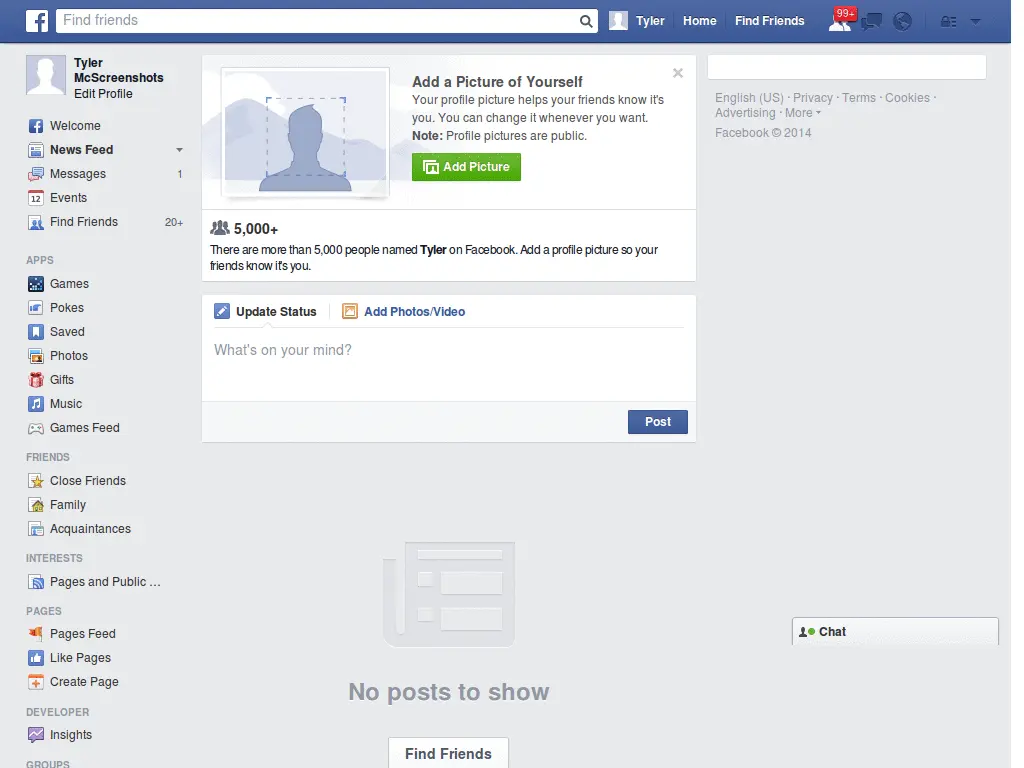 Find friends
Tyler
Home
Find Friends
99+
Tyler
McScreenshots
Edit Profile
Welcome
News Feed
Messages 1
12 Events
Find Friends 20+
APPS
Games
Pokes
Saved
Photos
Gifts
Music
Games Feed
FRIENDS
Close Friends
Family
Acquaintances
INTERESTS
Pages and Public ...
PAGES
Pages Feed
Like Pages
Create Page
DEVELOPER
Insights
GROUPS
Add a Picture of Yourself
Your profile picture helps your friends know it's
you. You can change it whenever you want.
Note: Profile pictures are public.
Add Picture
5,000+
There are more than 5,000 people named Tyler on Facebook. Add a profile picture so your
friends know it's you.
Update Status
Add Photos/Video
What's on your mind?
Post
No posts to show
Find Friends
English (US) · Privacy · Terms · Cookies ·
Advertising · More
Facebook © 2014
Chat